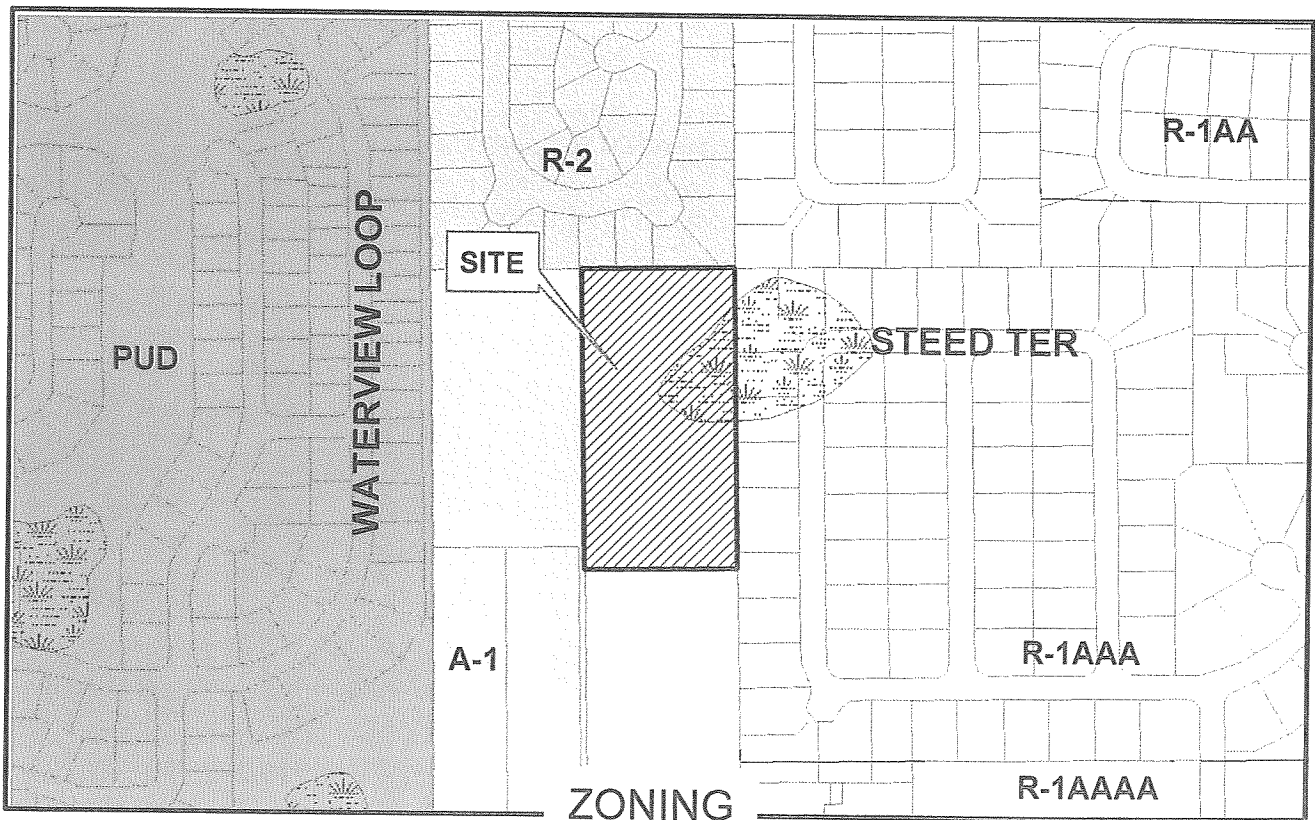 R-1AA
R-2
WATERVIEW LOOP
SITE
PUD
STEED TER
A-1
R-1AAA
R-1AAAA
ZONING